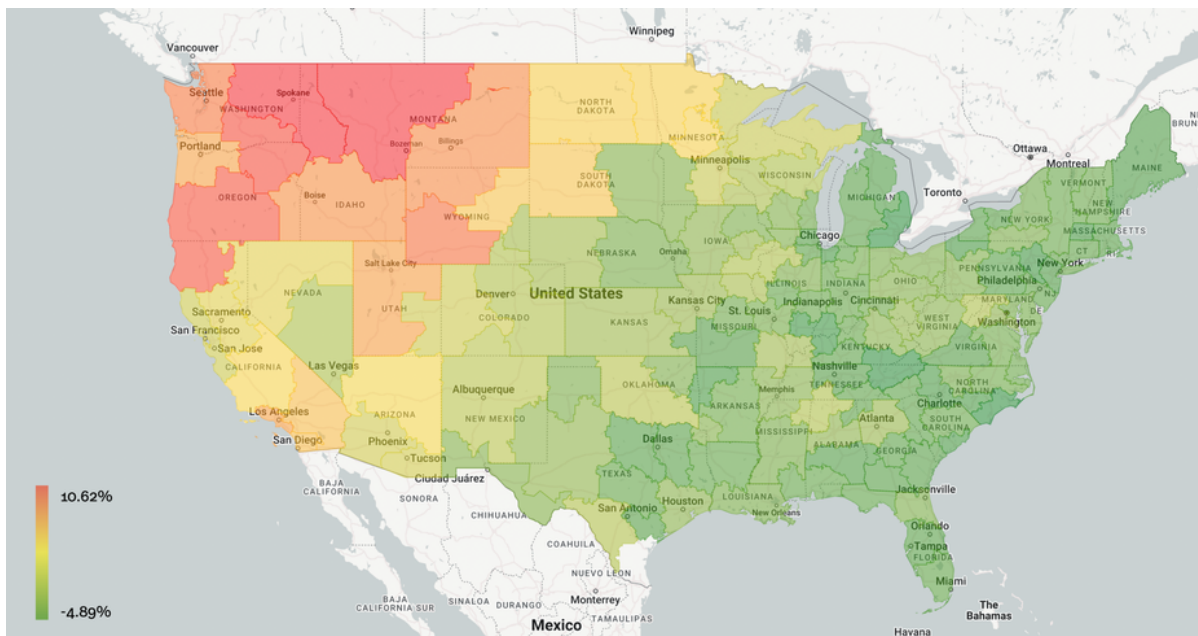 Winnipeg
Vancouver
Seattle
Spokane
WASHINGTON
MONTANA
NORTH
DAKOTA
Portland
Bozeman
Billings
MINNESOTA
Minneapolis
Ottawa
Montreal
NE
BRUN
MAINE
OREGON
Boise
IDAHO
WYOMING
SOUTH
DAKOTA
WISCONSIN
MICHIGAN
Toronto
VERMONT
NEW
HAMPSHIRE
NEW YORK
MASSACHUSETTS
CT
RI
Salt Lake City
NEBRASKA
Omaha
IOWA
Chicago
New York
NEVADA
UTAH
Denver
COLORADO
United States
Kansas City
KANSAS
ILLINOIS
INDIANA
OHIO
PENNSYLVANIA
Philadelphia
NJ
Indianapolis
Cincinnati
MARYLAND
DE
Sacramento
San Francisco
San Jose
CALIFORNIA
St. Louis
MISSOURI
WEST
VIRGINIA
Washington
KENTUCKY
VIRGINIA
Las Vegas
Albuquerque
NEW MEXICO
OKLAHOMA
Nashville
TENNESSEE
Memphis
NORTH
CAROLINA
Charlotte
Los Angeles
San Diego
ARIZONA
Phoenix
Tucson
ARKANSAS
MISSISSIPPI
ALABAMA
Atlanta
SOUTH
CAROLINA
GEORGIA
Dallas
TEXAS
Ciudad Juárez
BAJA
CALIFORNIA
SONORA
CHIHUAHUA
San Antonio
Houston
LOUISIANA
New Orleans
Jacksonville
Orlando
Tampa
FLORIDA
Miami
COAHUILA
NUEVO LEON
Monterrey
TAMAULIPAS
BAJA
CALIFORNIA SUR
SINALOA
DURANGO
Mexico
The
Bahamas
Havana
10.62%
-4.89%